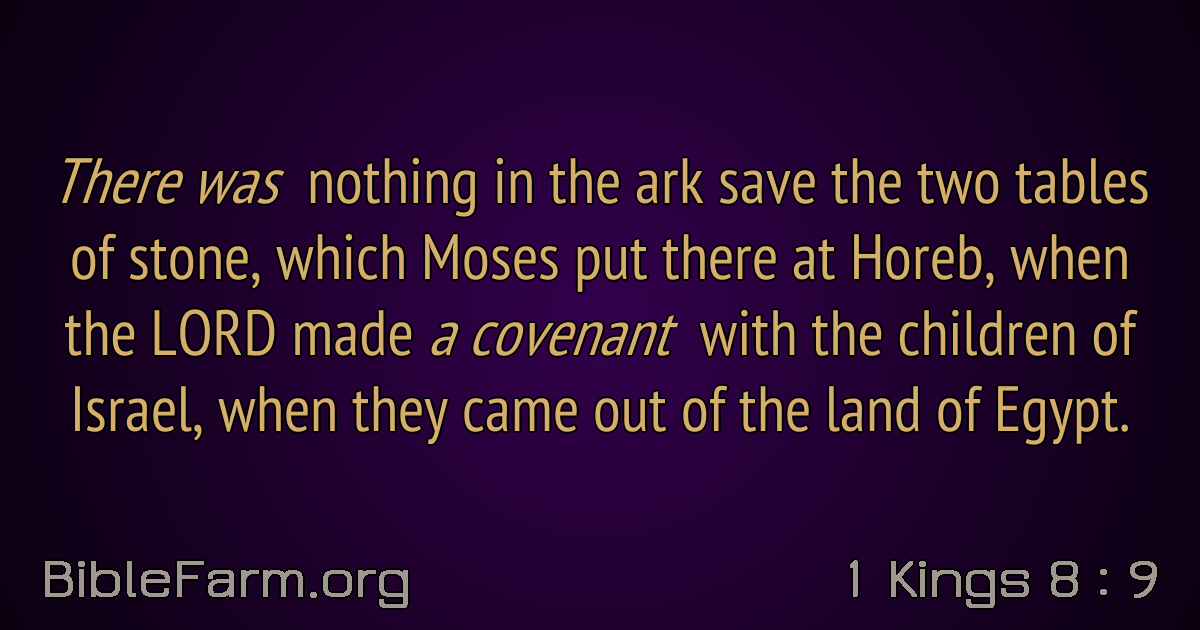 There was nothing in the ark save the two tables
of stone, which Moses put there at Horeb, when
the LORD made a covenant with the children of
Israel, when they came out of the land of Egypt.
BibleFarm.org
1 Kings 8 : 9